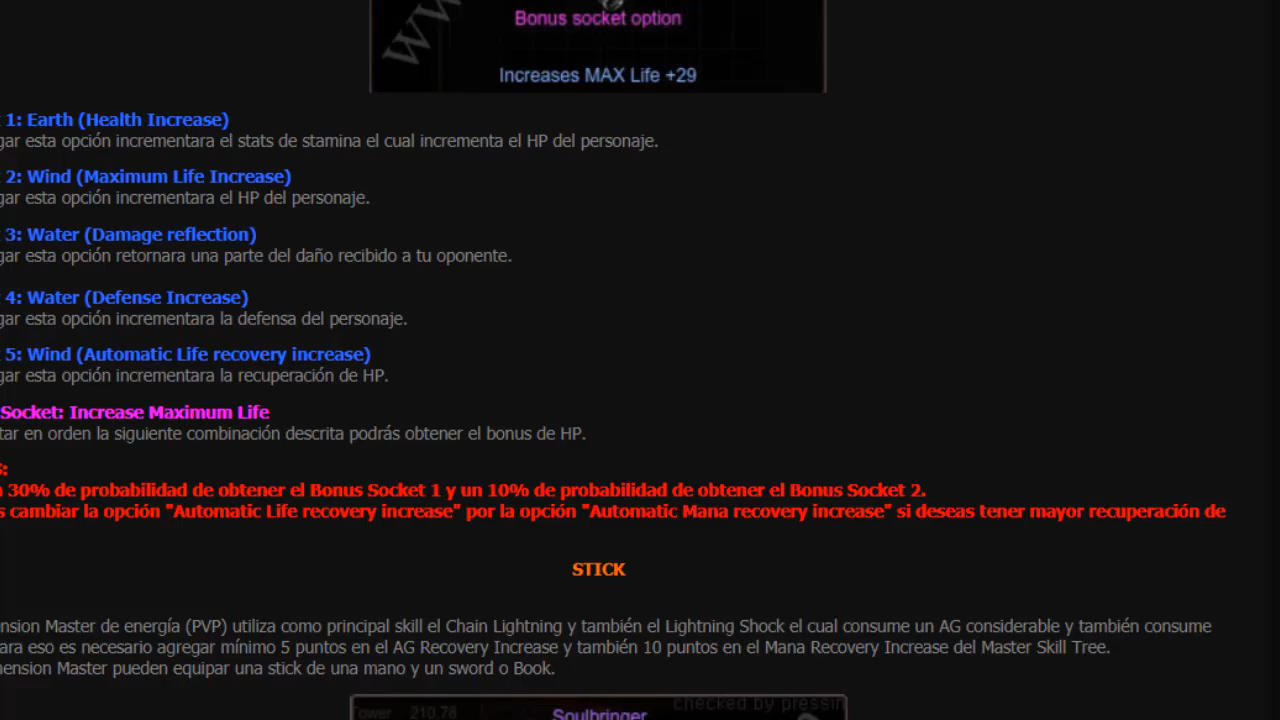 WW
Bonus socket option
Increases MAX Life +29
1: Earth (Health Increase)
gar esta opción incrementara el stats de stamina el cual incrementa el HP del personaje.
2: Wind (Maximum Life Increase)
gar esta opción incrementara el HP del personaje.
3: Water (Damage reflection)
gar esta opción retornara una parte del daño recibido a tu oponente.
4: Water (Defense Increase)
gar esta opción incrementara la defensa del personaje.
5: Wind (Automatic Life recovery increase)
gar esta opción incrementara la recuperación de HP.
Socket: Increase Maximum Life
tar en orden la siguiente combinación descrita podrás obtener el bonus de HP.
s:
30% de probabilidad de obtener el Bonus Socket 1 y un 10% de probabilidad de obtener el Bonus Socket 2.
s cambiar la opción "Automatic Life recovery increase" por la opción "Automatic Mana recovery increase" si deseas tener mayor recuperación de
STICK
nsion Master de energía (PVP) utiliza como principal skill el Chain Lightning y también el Lightning Shock el cual consume un AG considerable y también consume
ara eso es necesario agregar mínimo 5 puntos en el AG Recovery Increase y también 10 puntos en el Mana Recovery Increase del Master Skill Tree.
nension Master pueden equipar una stick de una mano y un sword o Book.
Tower 210,78
checked by pressin
Soulbringer